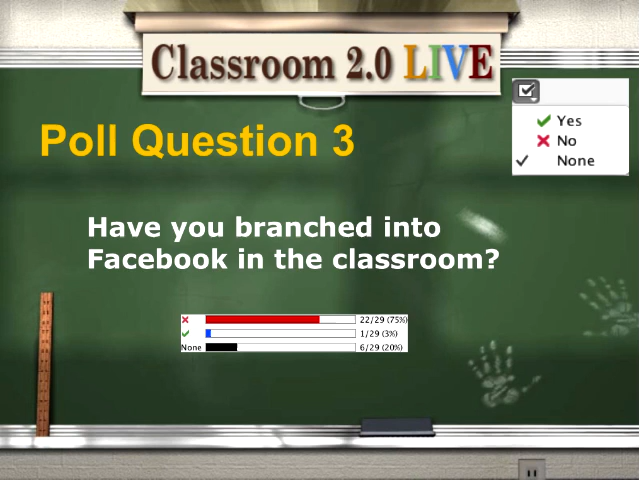 Classroom 2.0 LIVE
Yes
No
None
Poll Question 3
Have you branched into
Facebook in the classroom?
22/29 (75%)
1/29 (3%)
None 6/29 (20%)